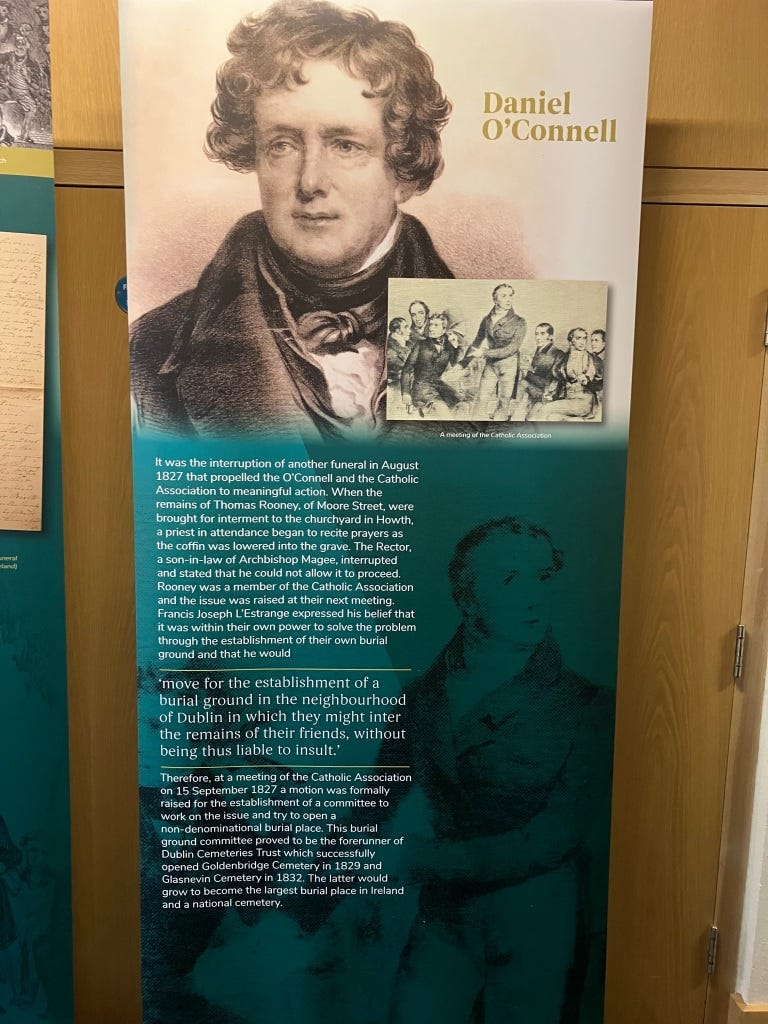 Daniel
O'Connell
A meeting of the Catholic Association
It was the interruption of another funeral in August
1827 that propelled the O'Connell and the Catholic
Association to meaningful action. When the
remains of Thomas Rooney, of Moore Street, were
brought for interment to the churchyard in Howth,
a priest in attendance began to recite prayers as
the coffin was lowered into the grave. The Rector,
a son-in-law of Archbishop Magee, interrupted
and stated that he could not allow it to proceed.
Rooney was a member of the Catholic Association
and the issue was raised at their next meeting.
Francis Joseph L'Estrange expressed his belief that
it was within their own power to solve the problem
through the establishment of their own burial
ground and that he would
'move for the establishment of a
burial ground in the neighbourhood
of Dublin in which they might inter
the remains of their friends, without
being thus liable to insult.'
Therefore, at a meeting of the Catholic Association
on 15 September 1827 a motion was formally
raised for the establishment of a committee to
work on the issue and try to open a
non-denominational burial place. This burial
ground committee proved to be the forerunner of
Dublin Cemeteries Trust which successfully
opened Goldenbridge Cemetery in 1829 and
Glasnevin Cemetery in 1832. The latter would
grow to become the largest burial place in Ireland
and a national cemetery.